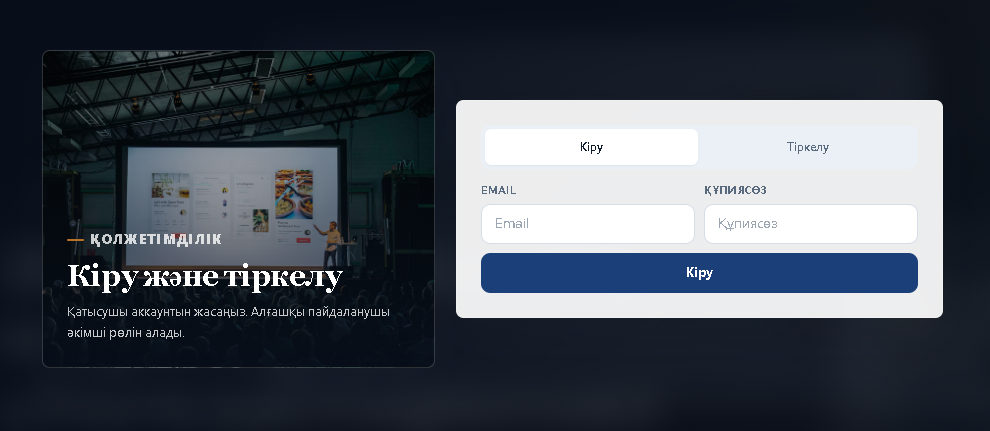 ҚОЛЖЕТІМДІЛІК
Кіру және тіркелу
Қатысушы аккаунтын жасаңыз. Алғашқы пайдаланушы
әкімші рөлін алады.
Кіру
Тіркелу
EMAIL
ҚҰПИЯСӨЗ
Email
Құпиясөз
Кіру